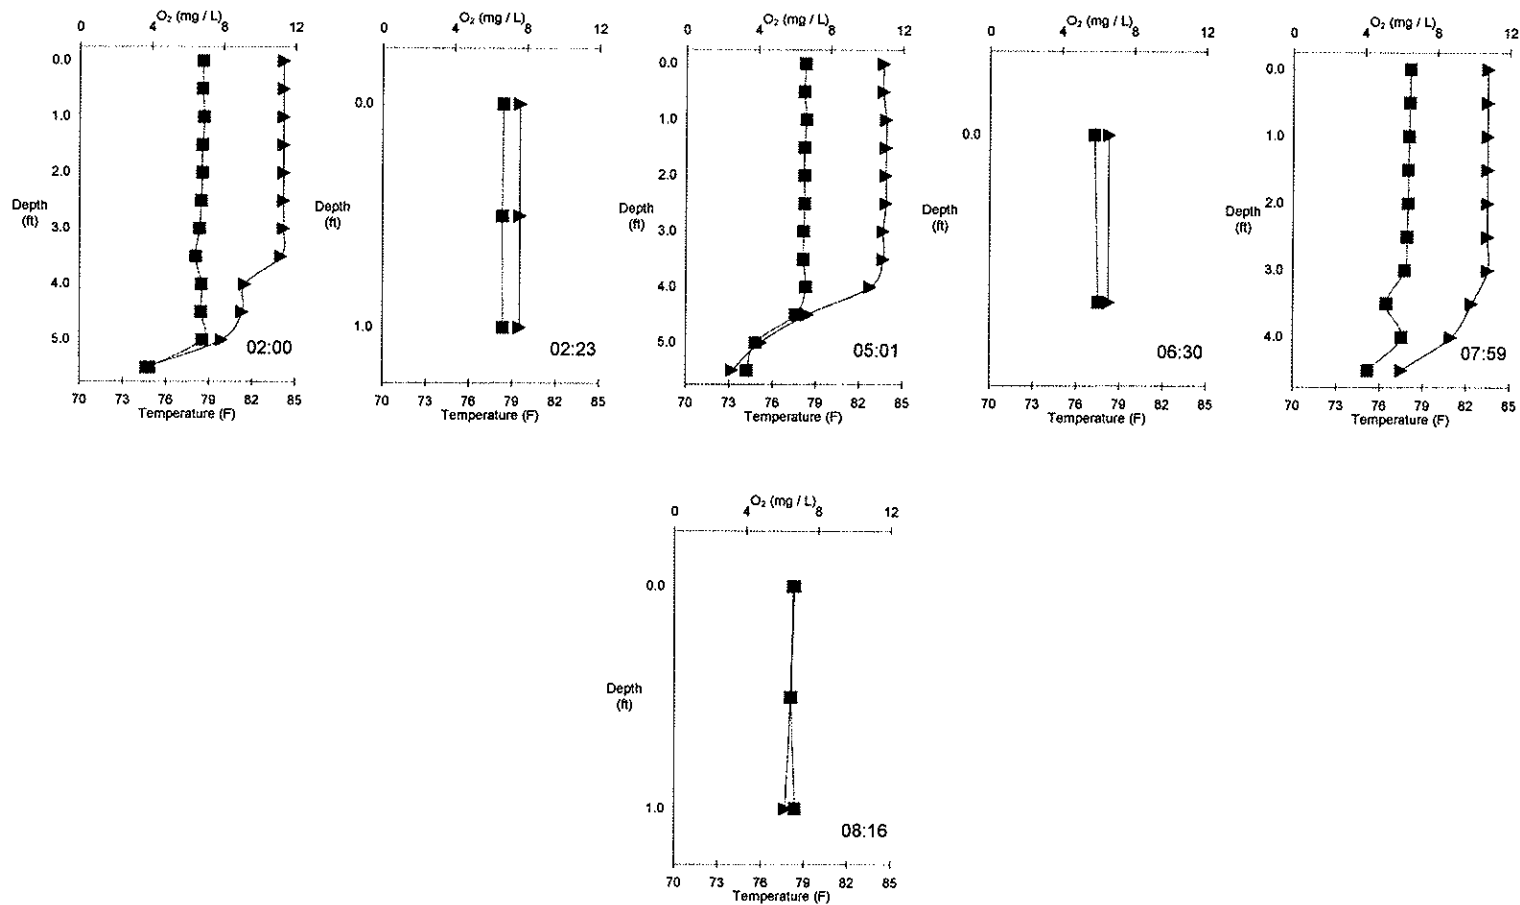 O₂ (mg / L)
0 4 8 12
0.0
1.0
2.0
Depth
(ft)
3.0
4.0
5.0
02:00
70 73 76 79 82 85
Temperature (F)
O₂ (mg / L)
0 4 8 12
0.0
Depth
(ft)
1.0
02:23
70 73 76 79 82 85
Temperature (F)
O₂ (mg / L)
0 4 8 12
0.0
1.0
2.0
Depth
(ft)
3.0
4.0
5.0
05:01
70 73 76 79 82 85
Temperature (F)
O₂ (mg / L)
0 4 8 12
0.0
Depth
(ft)
06:30
70 73 76 79 82 85
Temperature (F)
O₂ (mg / L)
0 4 8 12
0.0
1.0
2.0
Depth
(ft)
3.0
4.0
07:59
70 73 76 79 82 85
Temperature (F)
O₂ (mg / L)
0 4 8 12
0.0
Depth
(ft)
1.0
08:16
70 73 76 79 82 85
Temperature (F)